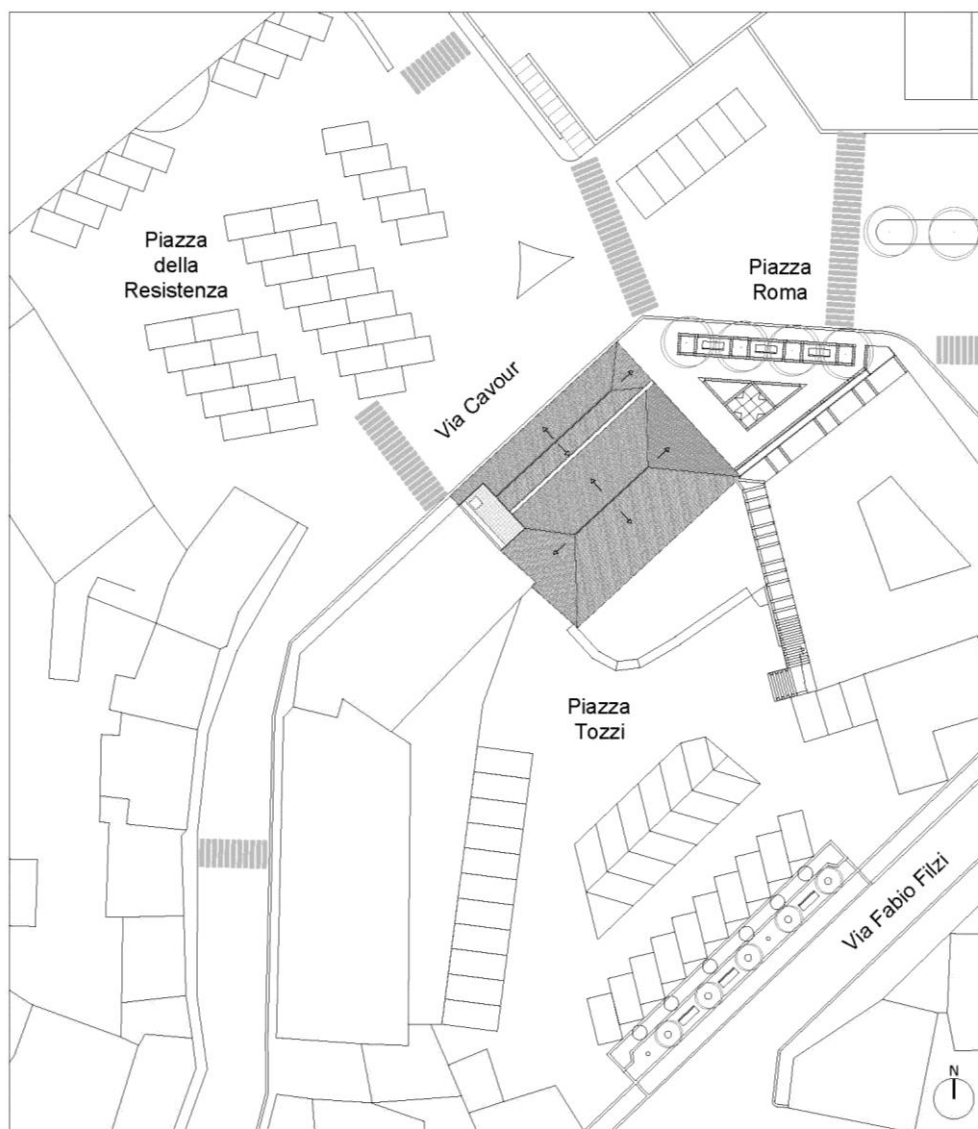 Piazza
della
Resistenza
Piazza
Roma
Via Cavour
Piazza
Tozzi
Via Fabio Filzi
N